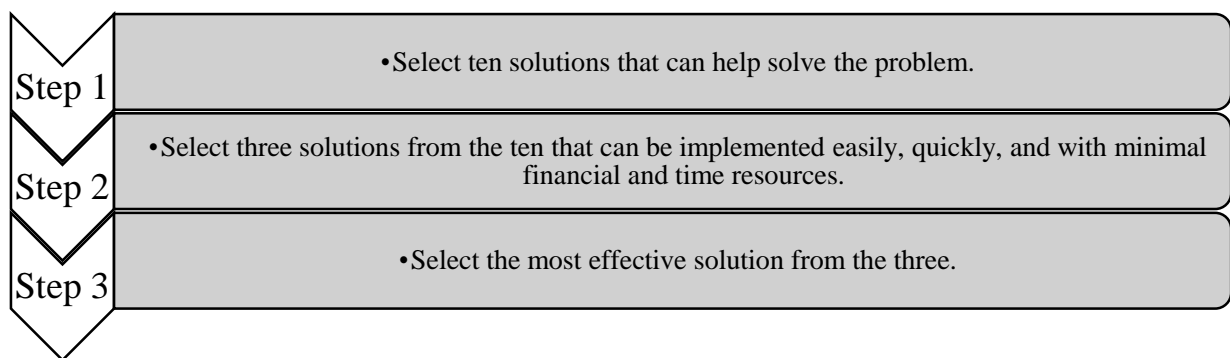 Step 1
•Select ten solutions that can help solve the problem.
Step 2
•Select three solutions from the ten that can be implemented easily, quickly, and with minimal
financial and time resources.
Step 3
•Select the most effective solution from the three.